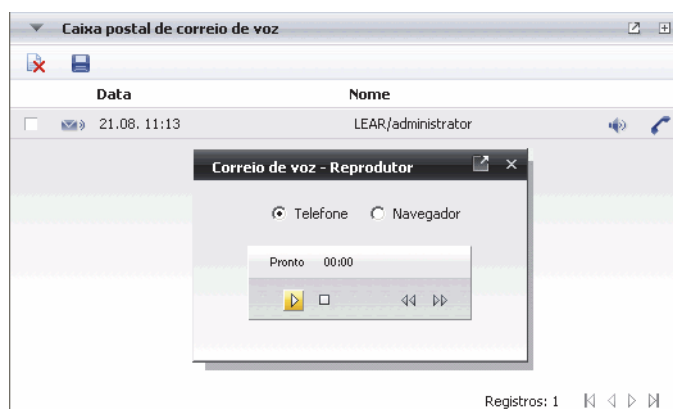 Caixa postal de correio de voz
Data Nome
21.08. 11:13 LEAR/administrator
Correio de voz - Reprodutor
Telefone Navegador
Pronto 00:00
Registros: 1